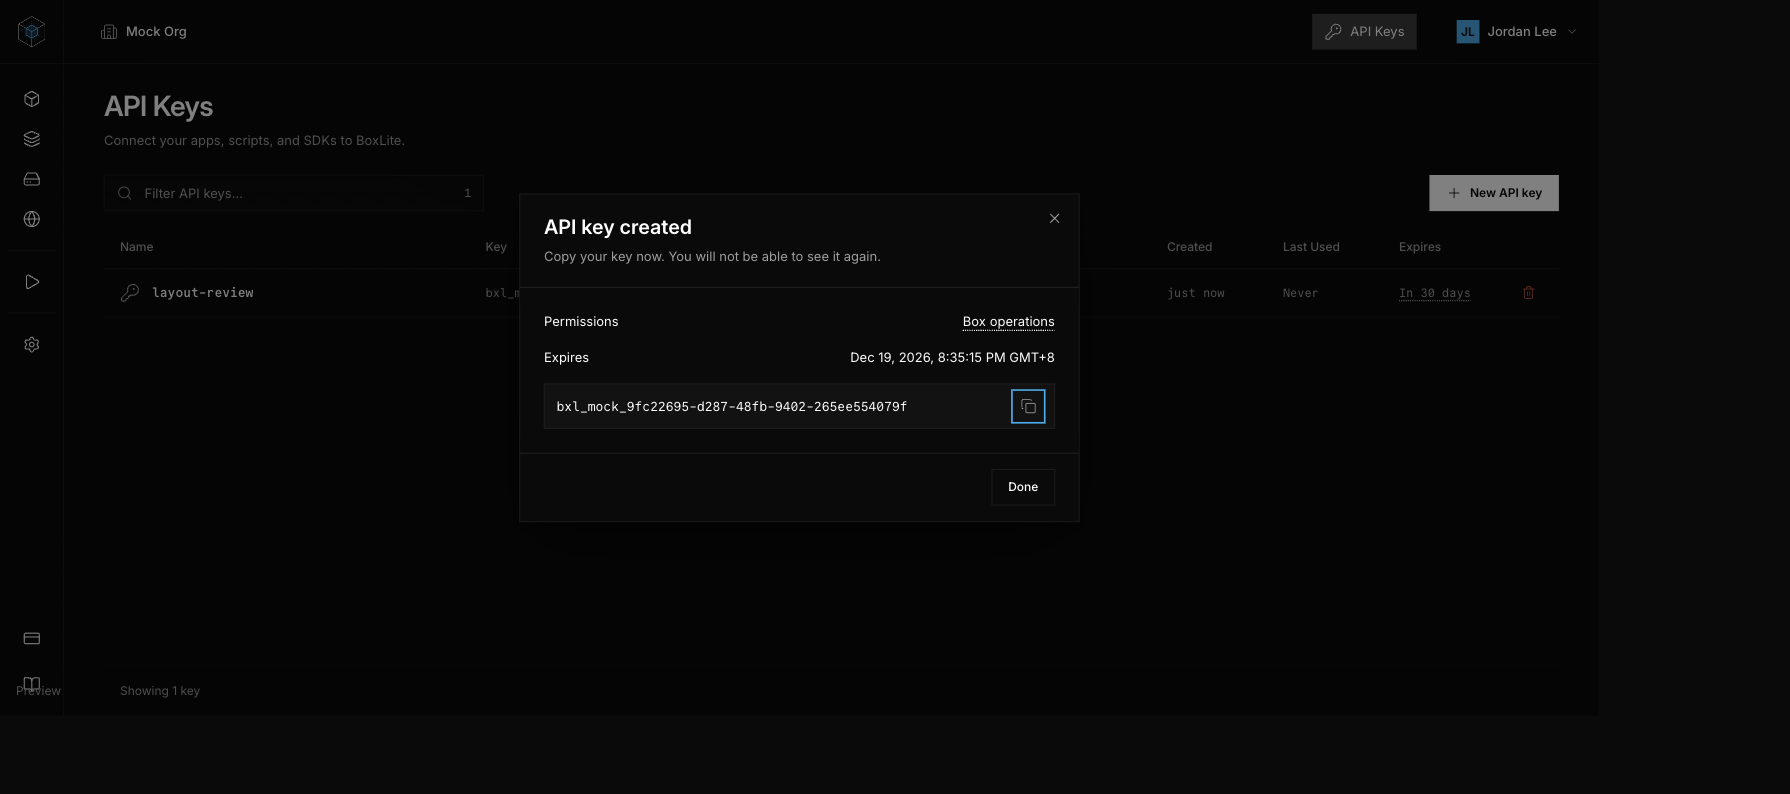 Mock Org
API Keys
JL Jordan Lee
API Keys
Connect your apps, scripts, and SDKs to BoxLite.
Filter API keys... 1
New API key
Name Key Created Last Used Expires
layout-review bxl_m just now Never In 30 days
API key created
Copy your key now. You will not be able to see it again.
Permissions Box operations
Expires Dec 19, 2026, 8:35:15 PM GMT+8
bxl_mock_9fc22695-d287-48fb-9402-265ee554079f
Done
Preview
Showing 1 key